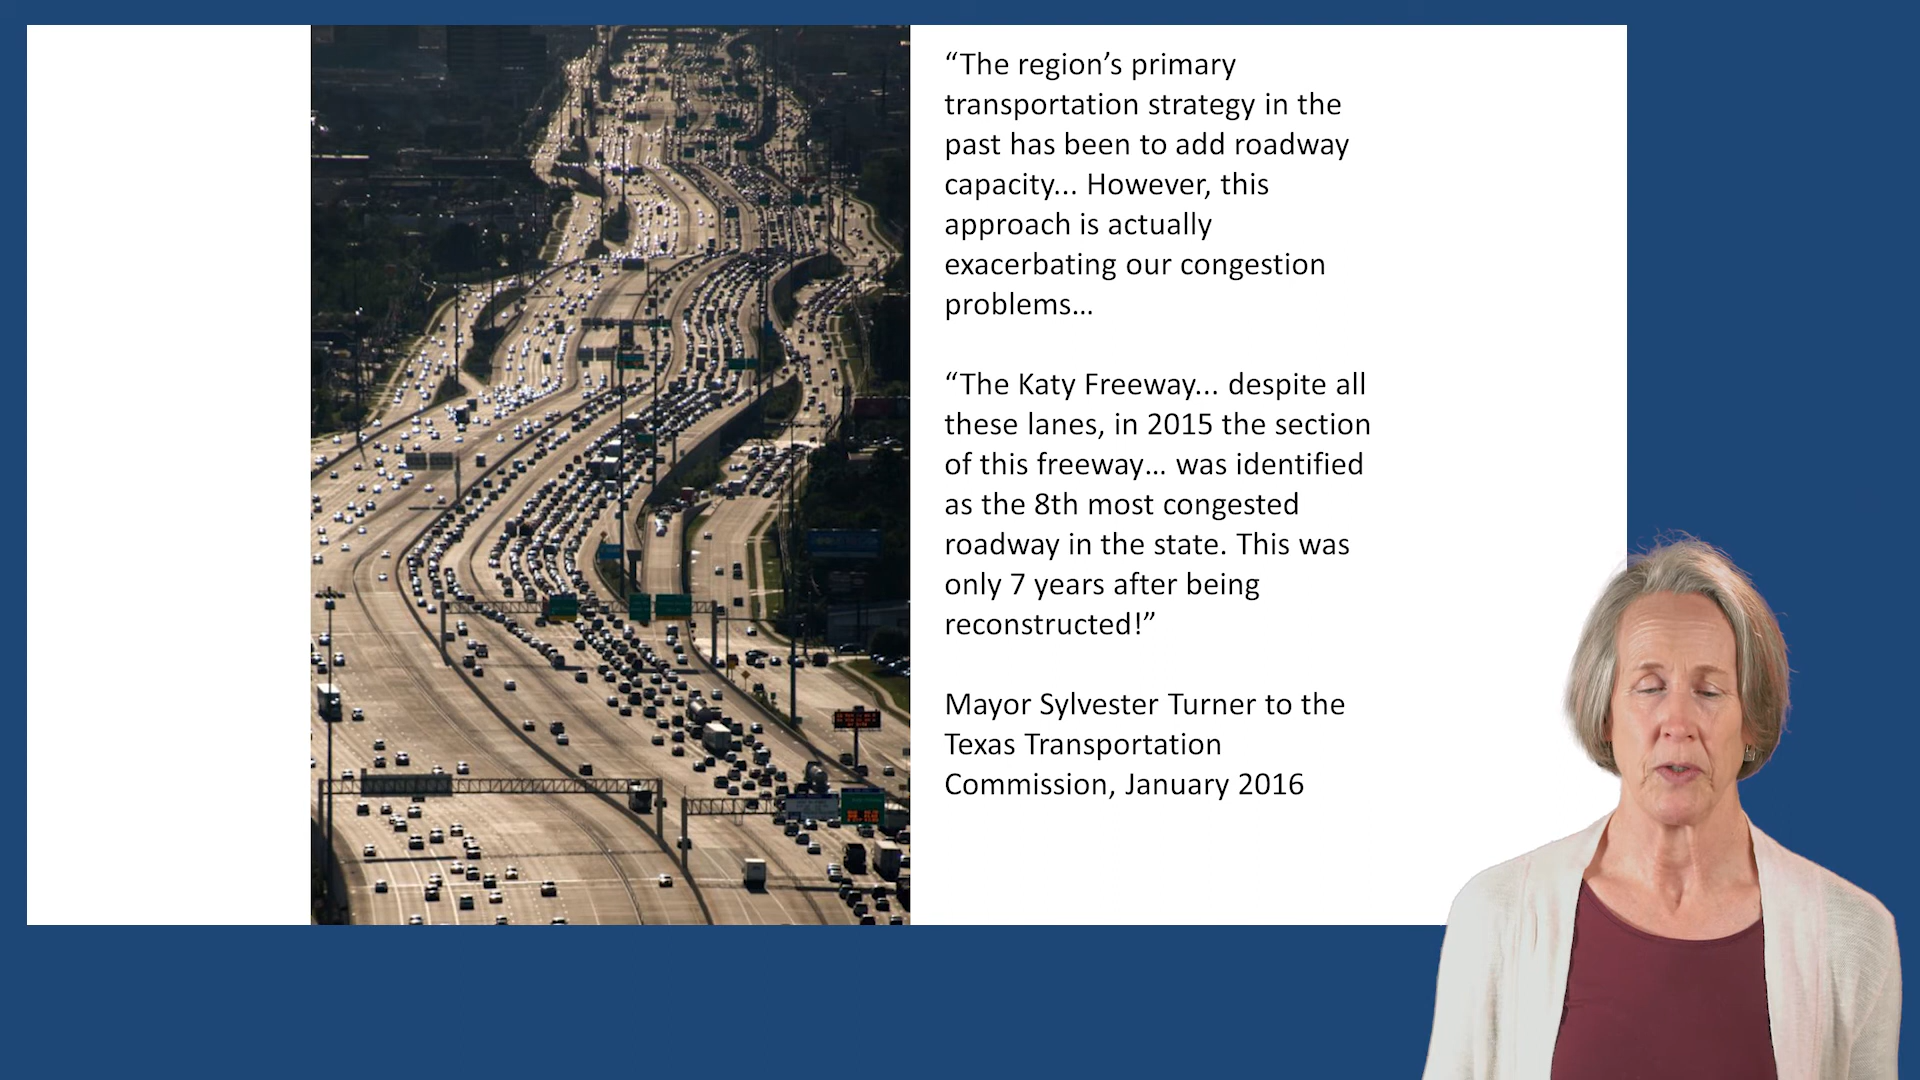 “The region’s primary
transportation strategy in the
past has been to add roadway
capacity... However, this
approach is actually
exacerbating our congestion
problems…
“The Katy Freeway... despite all
these lanes, in 2015 the section
of this freeway… was identified
as the 8th most congested
roadway in the state. This was
only 7 years after being
reconstructed!”
Mayor Sylvester Turner to the
Texas Transportation
Commission, January 2016